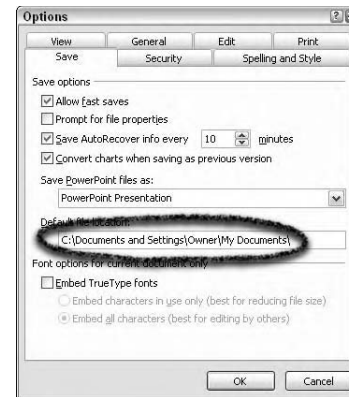 Options
View General Edit Print
Save Security Spelling and Style
Save options
Allow fast saves
Prompt for file properties
Save AutoRecover info every 10 minutes
Convert charts when saving as previous version
Save PowerPoint files as:
PowerPoint Presentation
Default file location:
C:\Documents and Settings\Owner\My Documents\
Font options for current document only
Embed TrueType fonts
Embed characters in use only (best for reducing file size)
Embed all characters (best for editing by others)
OK Cancel